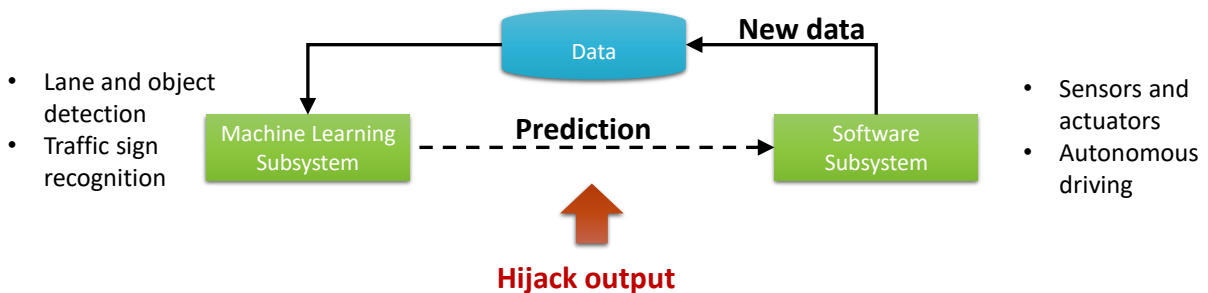 New data
Data
• Lane and object
detection
• Traffic sign
recognition
Machine Learning
Subsystem
Prediction
Software
Subsystem
• Sensors and
actuators
• Autonomous
driving
Hijack output